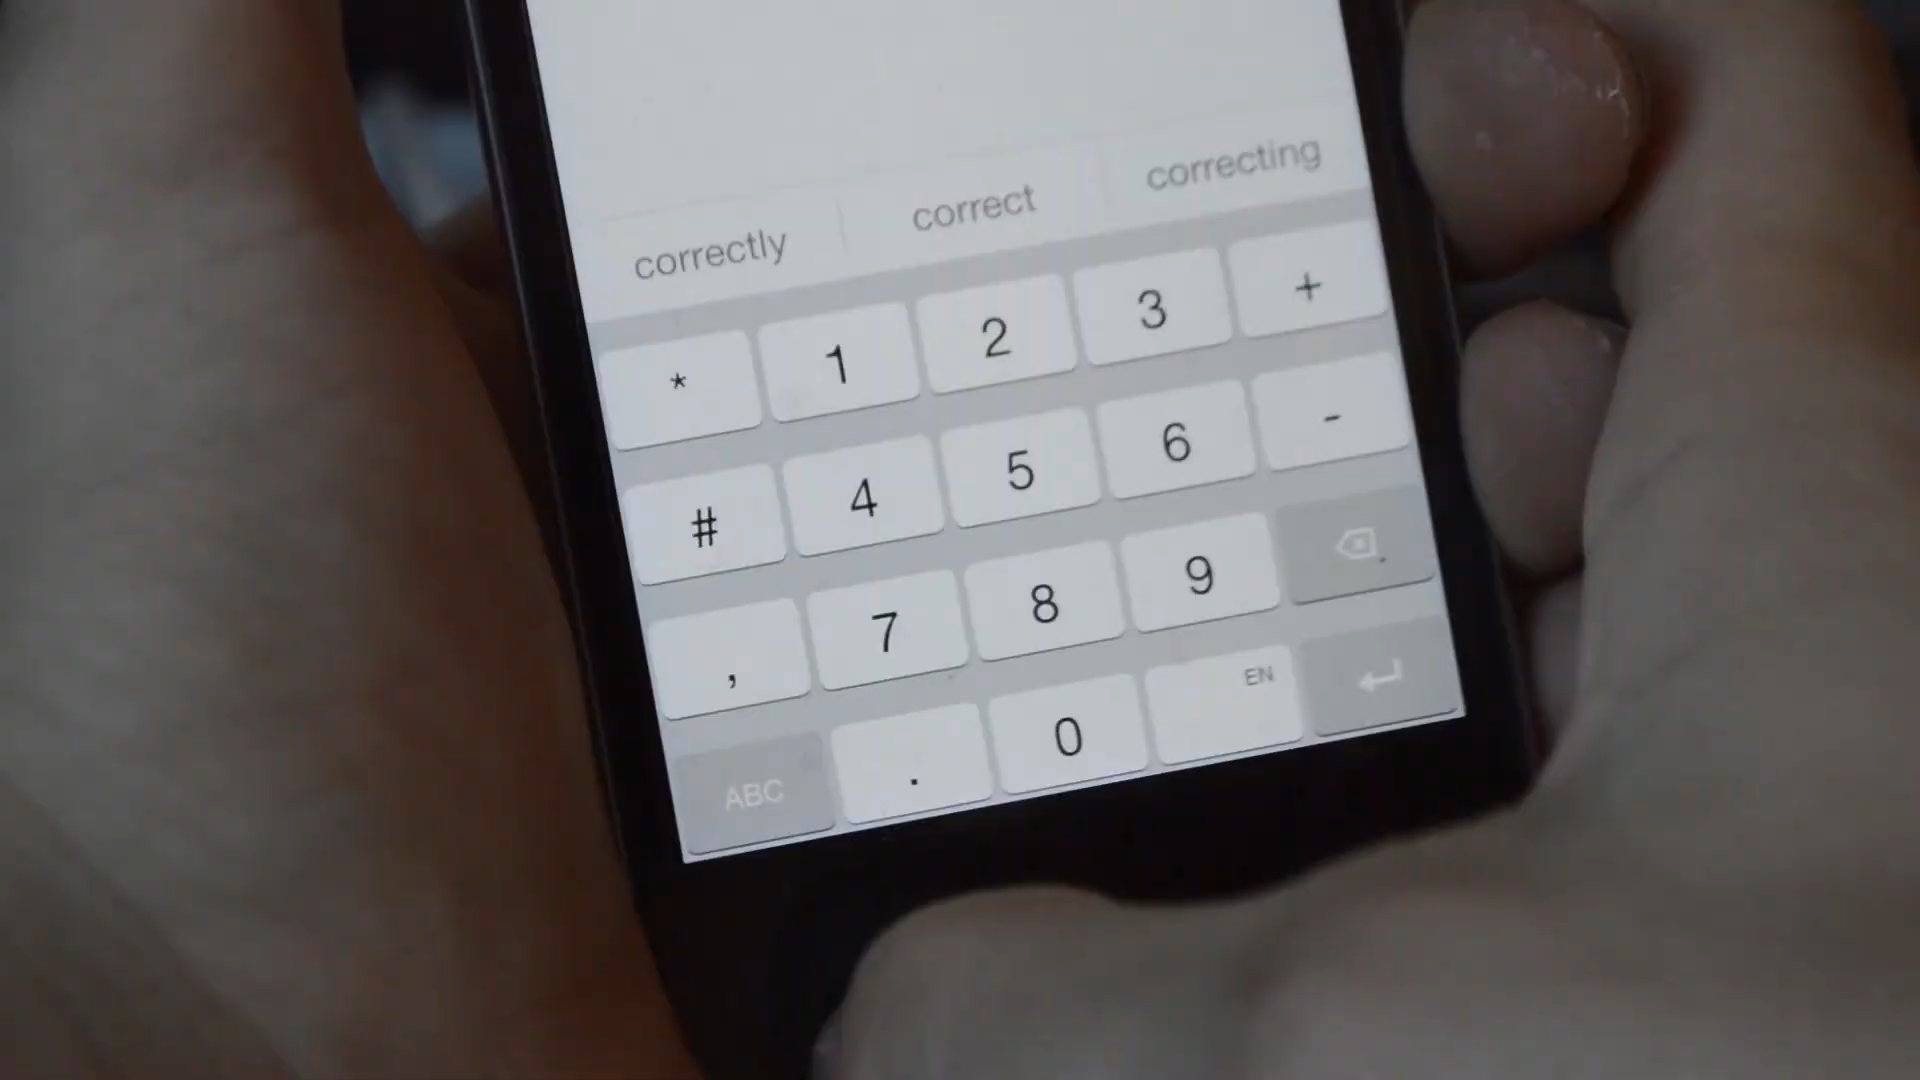 correctly correct correcting
* 1 2 3 +
# 4 5 6 -
, 7 8 9
ABC . 0 EN